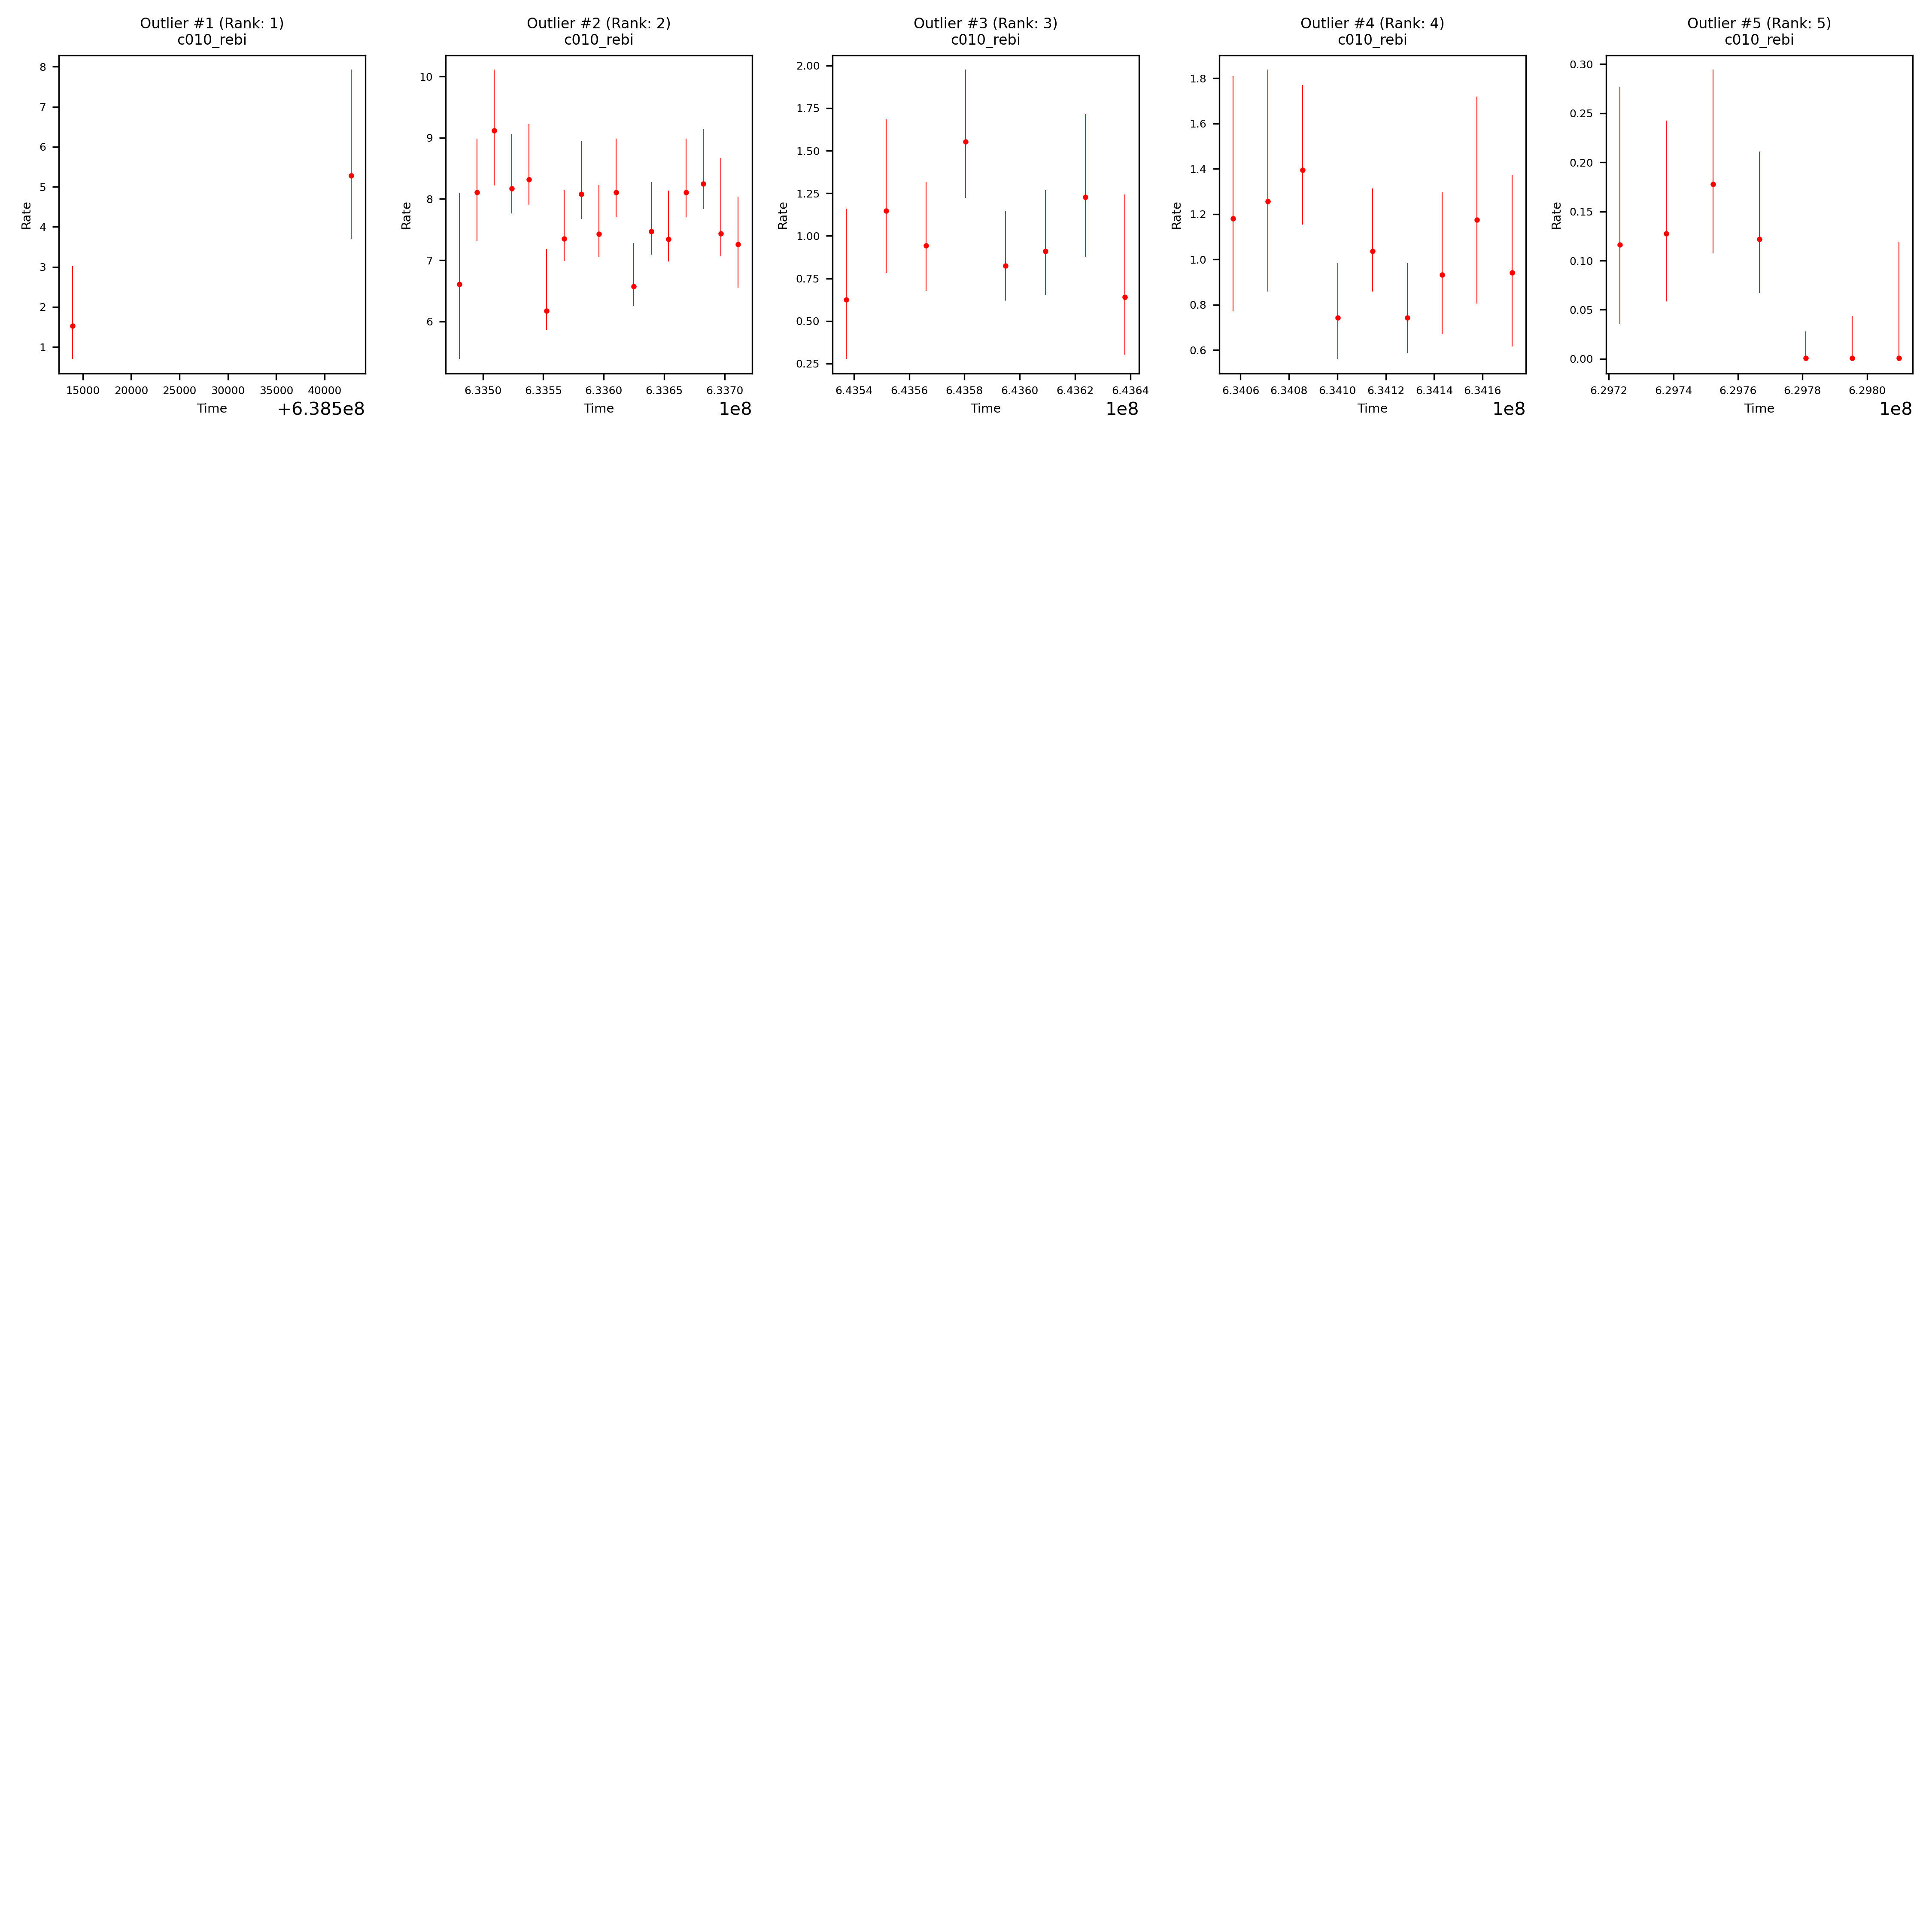 Outlier #1 (Rank: 1)
c010_rebi
Rate
8
7
6
5
4
3
2
1
15000 20000 25000 30000 35000 40000
Time
+6.385e8
Outlier #2 (Rank: 2)
c010_rebi
Rate
10
9
8
7
6
6.3350 6.3355 6.3360 6.3365 6.3370
Time
1e8
Outlier #3 (Rank: 3)
c010_rebi
Rate
2.00
1.75
1.50
1.25
1.00
0.75
0.50
0.25
6.4354 6.4356 6.4358 6.4360 6.4362 6.4364
Time
1e8
Outlier #4 (Rank: 4)
c010_rebi
Rate
1.8
1.6
1.4
1.2
1.0
0.8
0.6
6.3406 6.3408 6.3410 6.3412 6.3414 6.3416
Time
1e8
Outlier #5 (Rank: 5)
c010_rebi
Rate
0.30
0.25
0.20
0.15
0.10
0.05
0.00
6.2972 6.2974 6.2976 6.2978 6.2980
Time
1e8